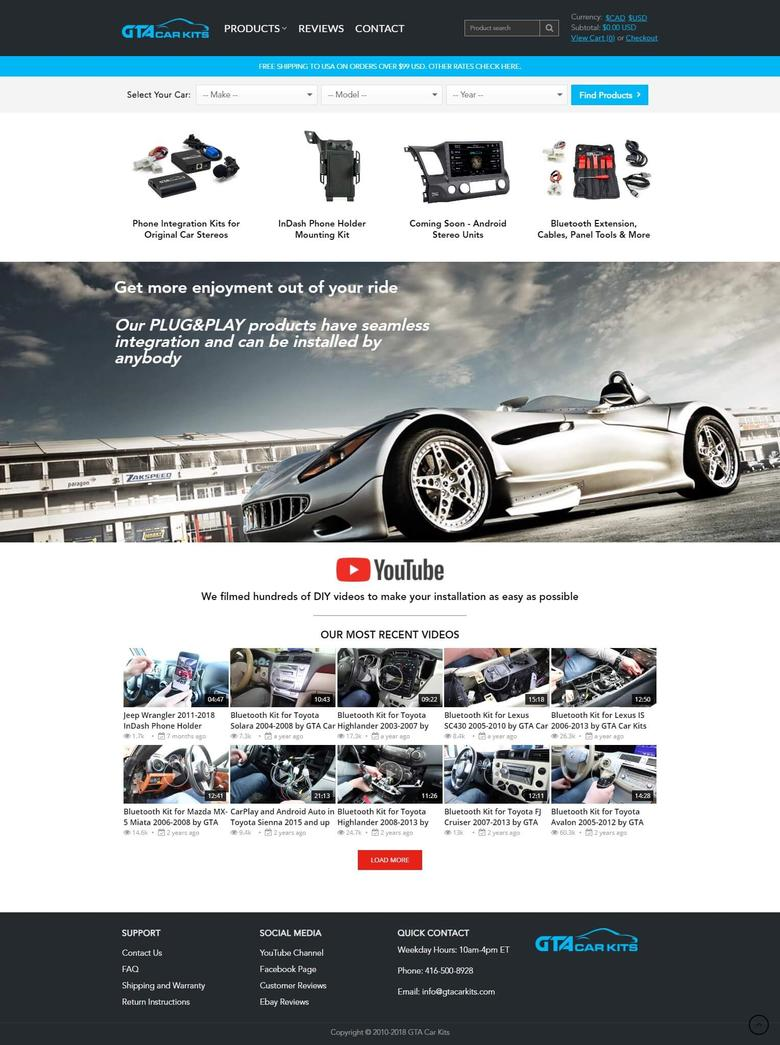 GTA CAR KITS
PRODUCTS
REVIEWS
CONTACT
Product search
Currency: $CAD $USD
Subtotal: $0.00 USD
View Cart (0) or Checkout
FREE SHIPPING TO USA ON ORDERS OVER $99 USD. OTHER RATES CHECK HERE.
Select Your Car:
-- Make --
-- Model --
-- Year --
Find Products
Phone Integration Kits for
Original Car Stereos
InDash Phone Holder
Mounting Kit
Coming Soon - Android
Stereo Units
Bluetooth Extension,
Cables, Panel Tools & More
Get more enjoyment out of your ride
Our PLUG&PLAY products have seamless
integration and can be installed by
anybody
paragon
ZAKSPEED
YouTube
We filmed hundreds of DIY videos to make your installation as easy as possible
OUR MOST RECENT VIDEOS
04:47
10:43
09:22
15:18
12:50
Jeep Wrangler 2011-2018
InDash Phone Holder
1.7k • 7 months ago
Bluetooth Kit for Toyota
Solara 2004-2008 by GTA Car
7.3k • a year ago
Bluetooth Kit for Toyota
Highlander 2003-2007 by
17.3k • a year ago
Bluetooth Kit for Lexus
SC430 2005-2010 by GTA Car
8.4k • a year ago
Bluetooth Kit for Lexus IS
2006-2013 by GTA Car Kits
26.3k • a year ago
12:41
21:13
11:26
12:11
14:28
Bluetooth Kit for Mazda MX-
5 Miata 2006-2008 by GTA
14.6k • 2 years ago
CarPlay and Android Auto in
Toyota Sienna 2015 and up
9.4k • 2 years ago
Bluetooth Kit for Toyota
Highlander 2008-2013 by
24.7k • 2 years ago
Bluetooth Kit for Toyota FJ
Cruiser 2007-2013 by GTA
13k • 2 years ago
Bluetooth Kit for Toyota
Avalon 2005-2012 by GTA
60.3k • 2 years ago
LOAD MORE
SUPPORT
Contact Us
FAQ
Shipping and Warranty
Return Instructions
SOCIAL MEDIA
YouTube Channel
Facebook Page
Customer Reviews
Ebay Reviews
QUICK CONTACT
Weekday Hours: 10am-4pm ET
Phone: 416-500-8928
Email: info@gtacarkits.com
GTA CAR KITS
Copyright © 2010-2018 GTA Car Kits